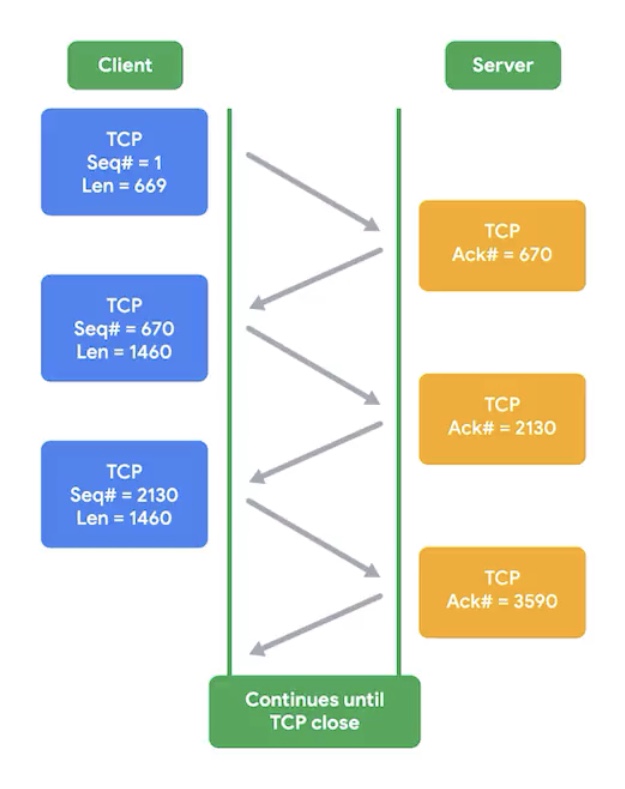 Client
Server
TCP
Seq# = 1
Len = 669
TCP
Ack# = 670
TCP
Seq# = 670
Len = 1460
TCP
Ack# = 2130
TCP
Seq# = 2130
Len = 1460
TCP
Ack# = 3590
Continues until
TCP close